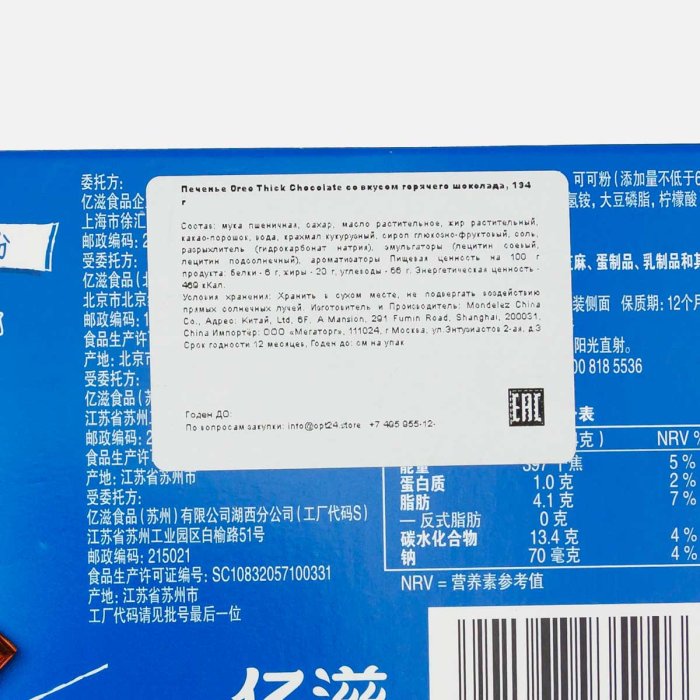 委托方:
亿滋食品企
上海市徐汇
邮政编码: 2
受委托方:
亿滋食品(
北京市北京
邮政编码: 1
食品生产许
产地: 北京市
受委托方:
亿滋食品(苏
江苏省苏州
邮政编码: 2
食品生产许
产地: 江苏省苏州市
受委托方:
亿滋食品(苏州)有限公司湖西分公司(工厂代码S)
江苏省苏州工业园区白榆路51号
邮政编码: 215021
食品生产许可证编号: SC10832057100331
产地: 江苏省苏州市
工厂代码请见批号最后一位
Печенье Oreo Thick Chocolate со вкусом горячего шоколада, 194
г
Состав: мука пшеничная, сахар, масло растительное, жир растительный,
какао-порошок, вода, крахмал кукурузный, сироп глюкозно-фруктовый, соль,
разрыхлитель (гидрокарбонат натрия), эмульгаторы (лецитин соевый,
лецитин подсолнечный), ароматизаторы Пищевая ценность на 100 г
продукта: белки - 6 г, жиры - 20 г, углеводы - 66 г. Энергетическая ценность -
469 кКал.
Условия хранения: Хранить в сухом месте, не подвергать воздействию
прямых солнечных лучей. Изготовитель и Производитель: Mondelez China
Co., Адрес: Китай, Ltd, 6F, A Mansion, 291 Fumin Road, Shanghai, 200031,
China Импортёр: ООО «Мегаторг», 111024, г Москва, ул.Энтузиастов 2-ая, д.3
Срок годности 12 месяцев, Годен до: см на упак
Годен ДО:
По вопросам закупки: info@opt24.store +7 495 955-12-
EAC
可可粉(添加量不低于6
氢铵, 大豆磷脂, 柠檬酸
芝麻、蛋制品、乳制品和其
装侧面 保质期: 12个月
阳光直射。
00 818 5536
分表
克) NRV%
能量 397 千焦 5%
蛋白质 1.0 克 2%
脂肪 4.1 克 7%
— 反式脂肪 0 克
碳水化合物 13.4 克 4%
钠 70 毫克 4%
NRV = 营养素参考值
亿滋